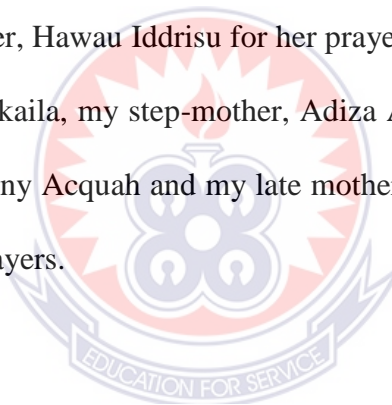 er, Hawau Iddrisu for her praye
kaila, my step-mother, Adiza A
ny Acquah and my late mother
ayers.
EDUCATION FOR SERVICE